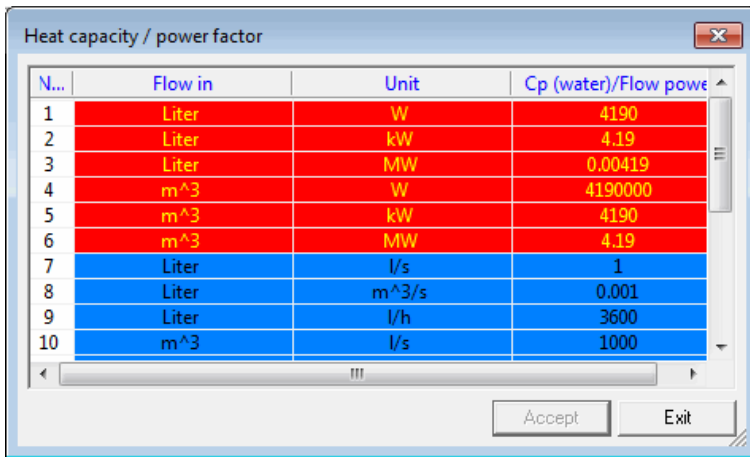 Heat capacity / power factor
N... Flow in Unit Cp (water)/Flow powe
1 Liter W 4190
2 Liter kW 4.19
3 Liter MW 0.00419
4 m^3 W 4190000
5 m^3 kW 4190
6 m^3 MW 4.19
7 Liter l/s 1
8 Liter m^3/s 0.001
9 Liter l/h 3600
10 m^3 l/s 1000
Accept Exit